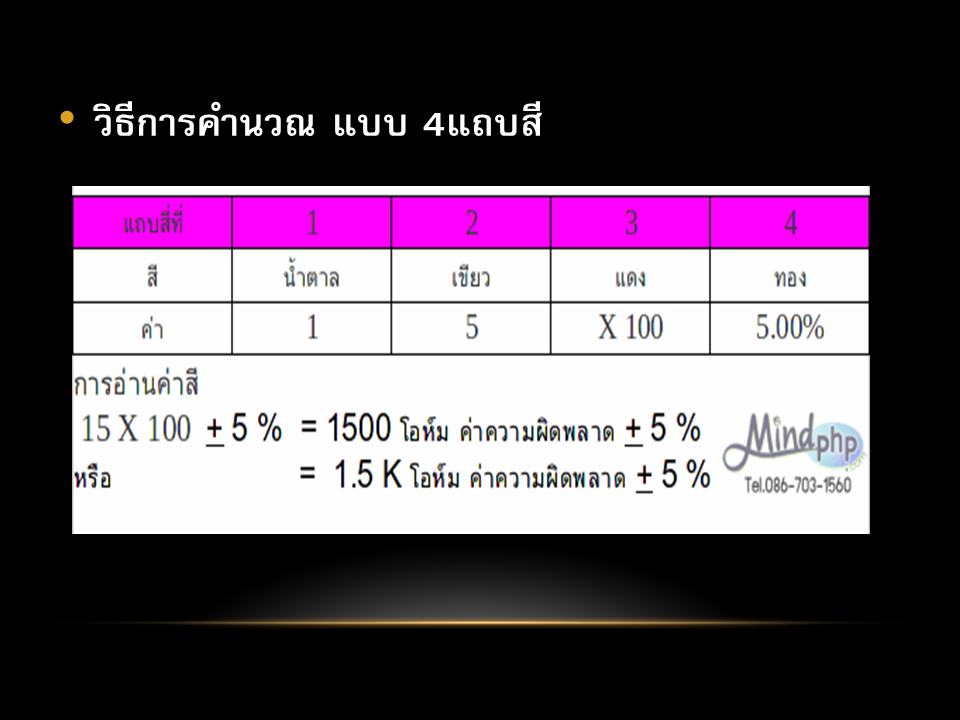 • วิธีการคำนวณ แบบ 4แถบสี
แถบสี่ที่ 1 2 3 4
สี น้ำตาล เขียว แดง ทอง
ค่า 1 5 X 100 5.00%
การอ่านค่าสี
15 X 100 ± 5 % = 1500 โอห์ม ค่าความผิดพลาด ± 5 %
หรือ = 1.5 K โอห์ม ค่าความผิดพลาด ± 5 %
Mindphp.com
Tel.086-703-1560